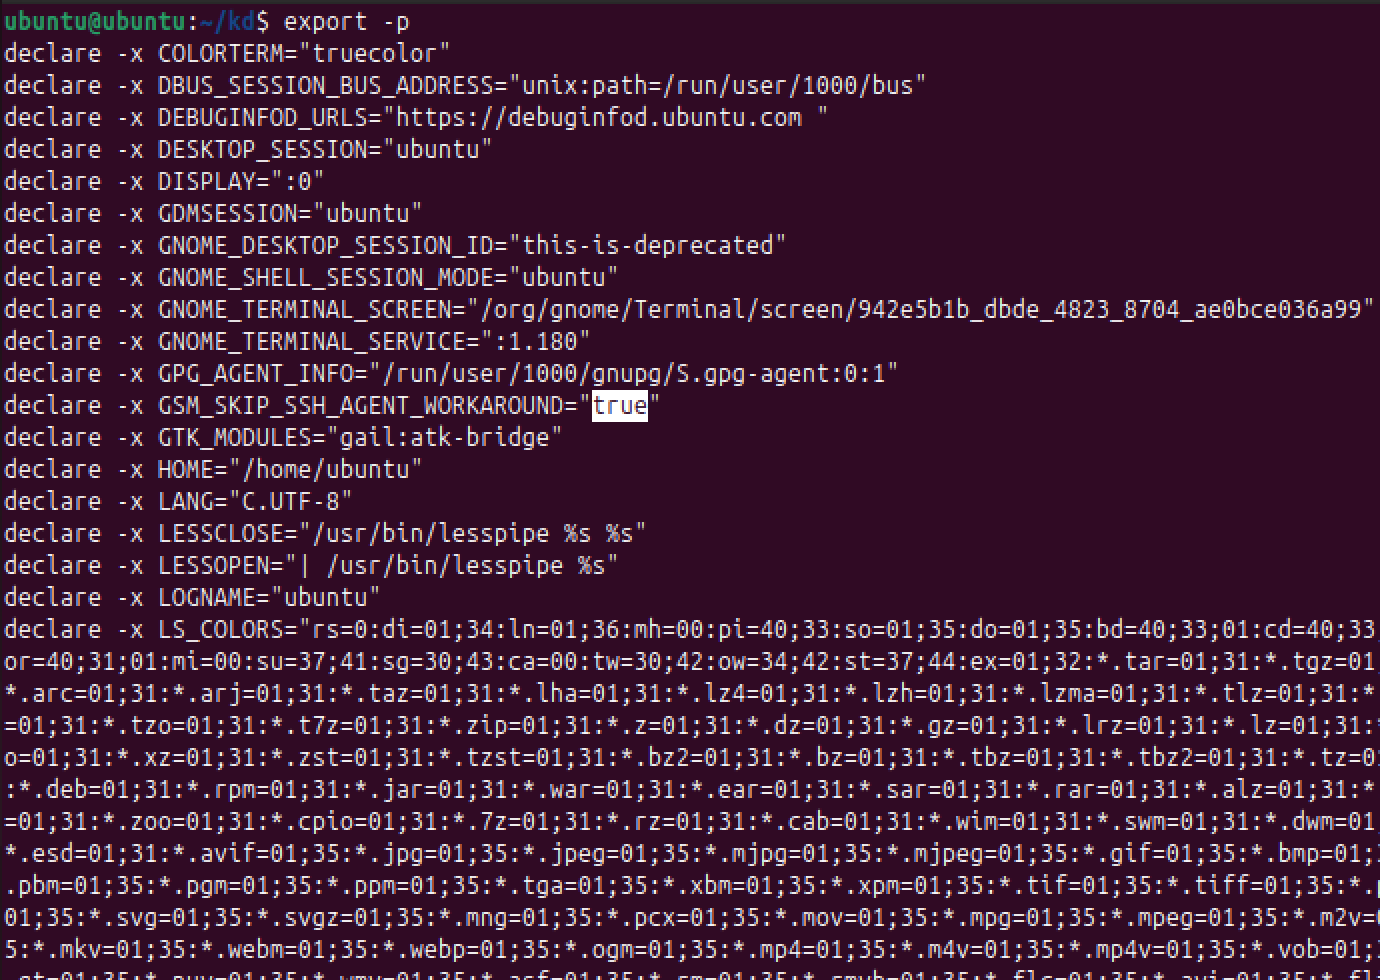 ubuntu@ubuntu:~/kd$ export -p
declare -x COLORTERM="truecolor"
declare -x DBUS_SESSION_BUS_ADDRESS="unix:path=/run/user/1000/bus"
declare -x DEBUGINFOD_URLS="https://debuginfod.ubuntu.com "
declare -x DESKTOP_SESSION="ubuntu"
declare -x DISPLAY=":0"
declare -x GDMSESSION="ubuntu"
declare -x GNOME_DESKTOP_SESSION_ID="this-is-deprecated"
declare -x GNOME_SHELL_SESSION_MODE="ubuntu"
declare -x GNOME_TERMINAL_SCREEN="/org/gnome/Terminal/screen/942e5b1b_dbde_4823_8704_ae0bce036a99"
declare -x GNOME_TERMINAL_SERVICE=":1.180"
declare -x GPG_AGENT_INFO="/run/user/1000/gnupg/S.gpg-agent:0:1"
declare -x GSM_SKIP_SSH_AGENT_WORKAROUND="true"
declare -x GTK_MODULES="gail:atk-bridge"
declare -x HOME="/home/ubuntu"
declare -x LANG="C.UTF-8"
declare -x LESSCLOSE="/usr/bin/lesspipe %s %s"
declare -x LESSOPEN="| /usr/bin/lesspipe %s"
declare -x LOGNAME="ubuntu"
declare -x LS_COLORS="rs=0:di=01;34:ln=01;36:mh=00:pi=40;33:so=01;35:do=01;35:bd=40;33;01:cd=40;33
or=40;31;01:mi=00:su=37;41:sg=30;43:ca=00:tw=30;42:ow=34;42:st=37;44:ex=01;32:*.tar=01;31:*.tgz=01
*.arc=01;31:*.arj=01;31:*.taz=01;31:*.lha=01;31:*.lz4=01;31:*.lzh=01;31:*.lzma=01;31:*.tlz=01;31:*
=01;31:*.tzo=01;31:*.t7z=01;31:*.zip=01;31:*.z=01;31:*.dz=01;31:*.gz=01;31:*.lrz=01;31:*.lz=01;31:
o=01;31:*.xz=01;31:*.zst=01;31:*.tzst=01;31:*.bz2=01;31:*.bz=01;31:*.tbz=01;31:*.tbz2=01;31:*.tz=0
:*.deb=01;31:*.rpm=01;31:*.jar=01;31:*.war=01;31:*.ear=01;31:*.sar=01;31:*.rar=01;31:*.alz=01;31:*
=01;31:*.zoo=01;31:*.cpio=01;31:*.7z=01;31:*.rz=01;31:*.cab=01;31:*.wim=01;31:*.swm=01;31:*.dwm=01
*.esd=01;31:*.avif=01;35:*.jpg=01;35:*.jpeg=01;35:*.mjpg=01;35:*.mjpeg=01;35:*.gif=01;35:*.bmp=01;
.pbm=01;35:*.pgm=01;35:*.ppm=01;35:*.tga=01;35:*.xbm=01;35:*.xpm=01;35:*.tif=01;35:*.tiff=01;35:*.
01;35:*.svg=01;35:*.svgz=01;35:*.mng=01;35:*.pcx=01;35:*.mov=01;35:*.mpg=01;35:*.mpeg=01;35:*.m2v=
5:*.mkv=01;35:*.webm=01;35:*.webp=01;35:*.ogm=01;35:*.mp4=01;35:*.m4v=01;35:*.mp4v=01;35:*.vob=01;